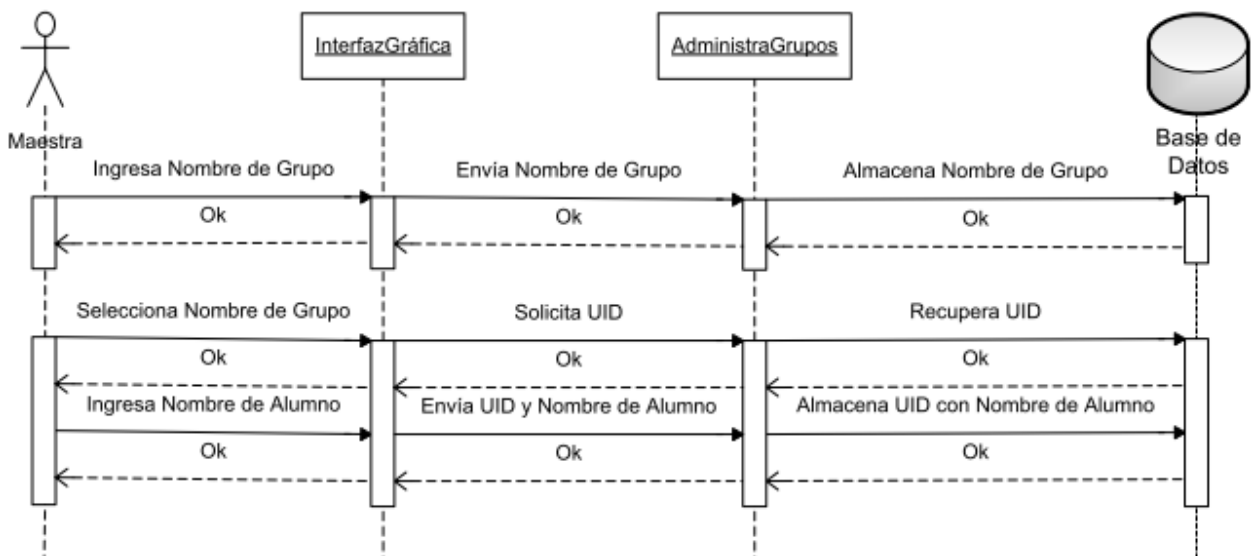 InterfazGráfica
AdministraGrupos
Maestra
Base de
Datos
Ingresa Nombre de Grupo
Envía Nombre de Grupo
Almacena Nombre de Grupo
Ok
Ok
Ok
Selecciona Nombre de Grupo
Solicita UID
Recupera UID
Ok
Ok
Ok
Ingresa Nombre de Alumno
Envía UID y Nombre de Alumno
Almacena UID con Nombre de Alumno
Ok
Ok
Ok